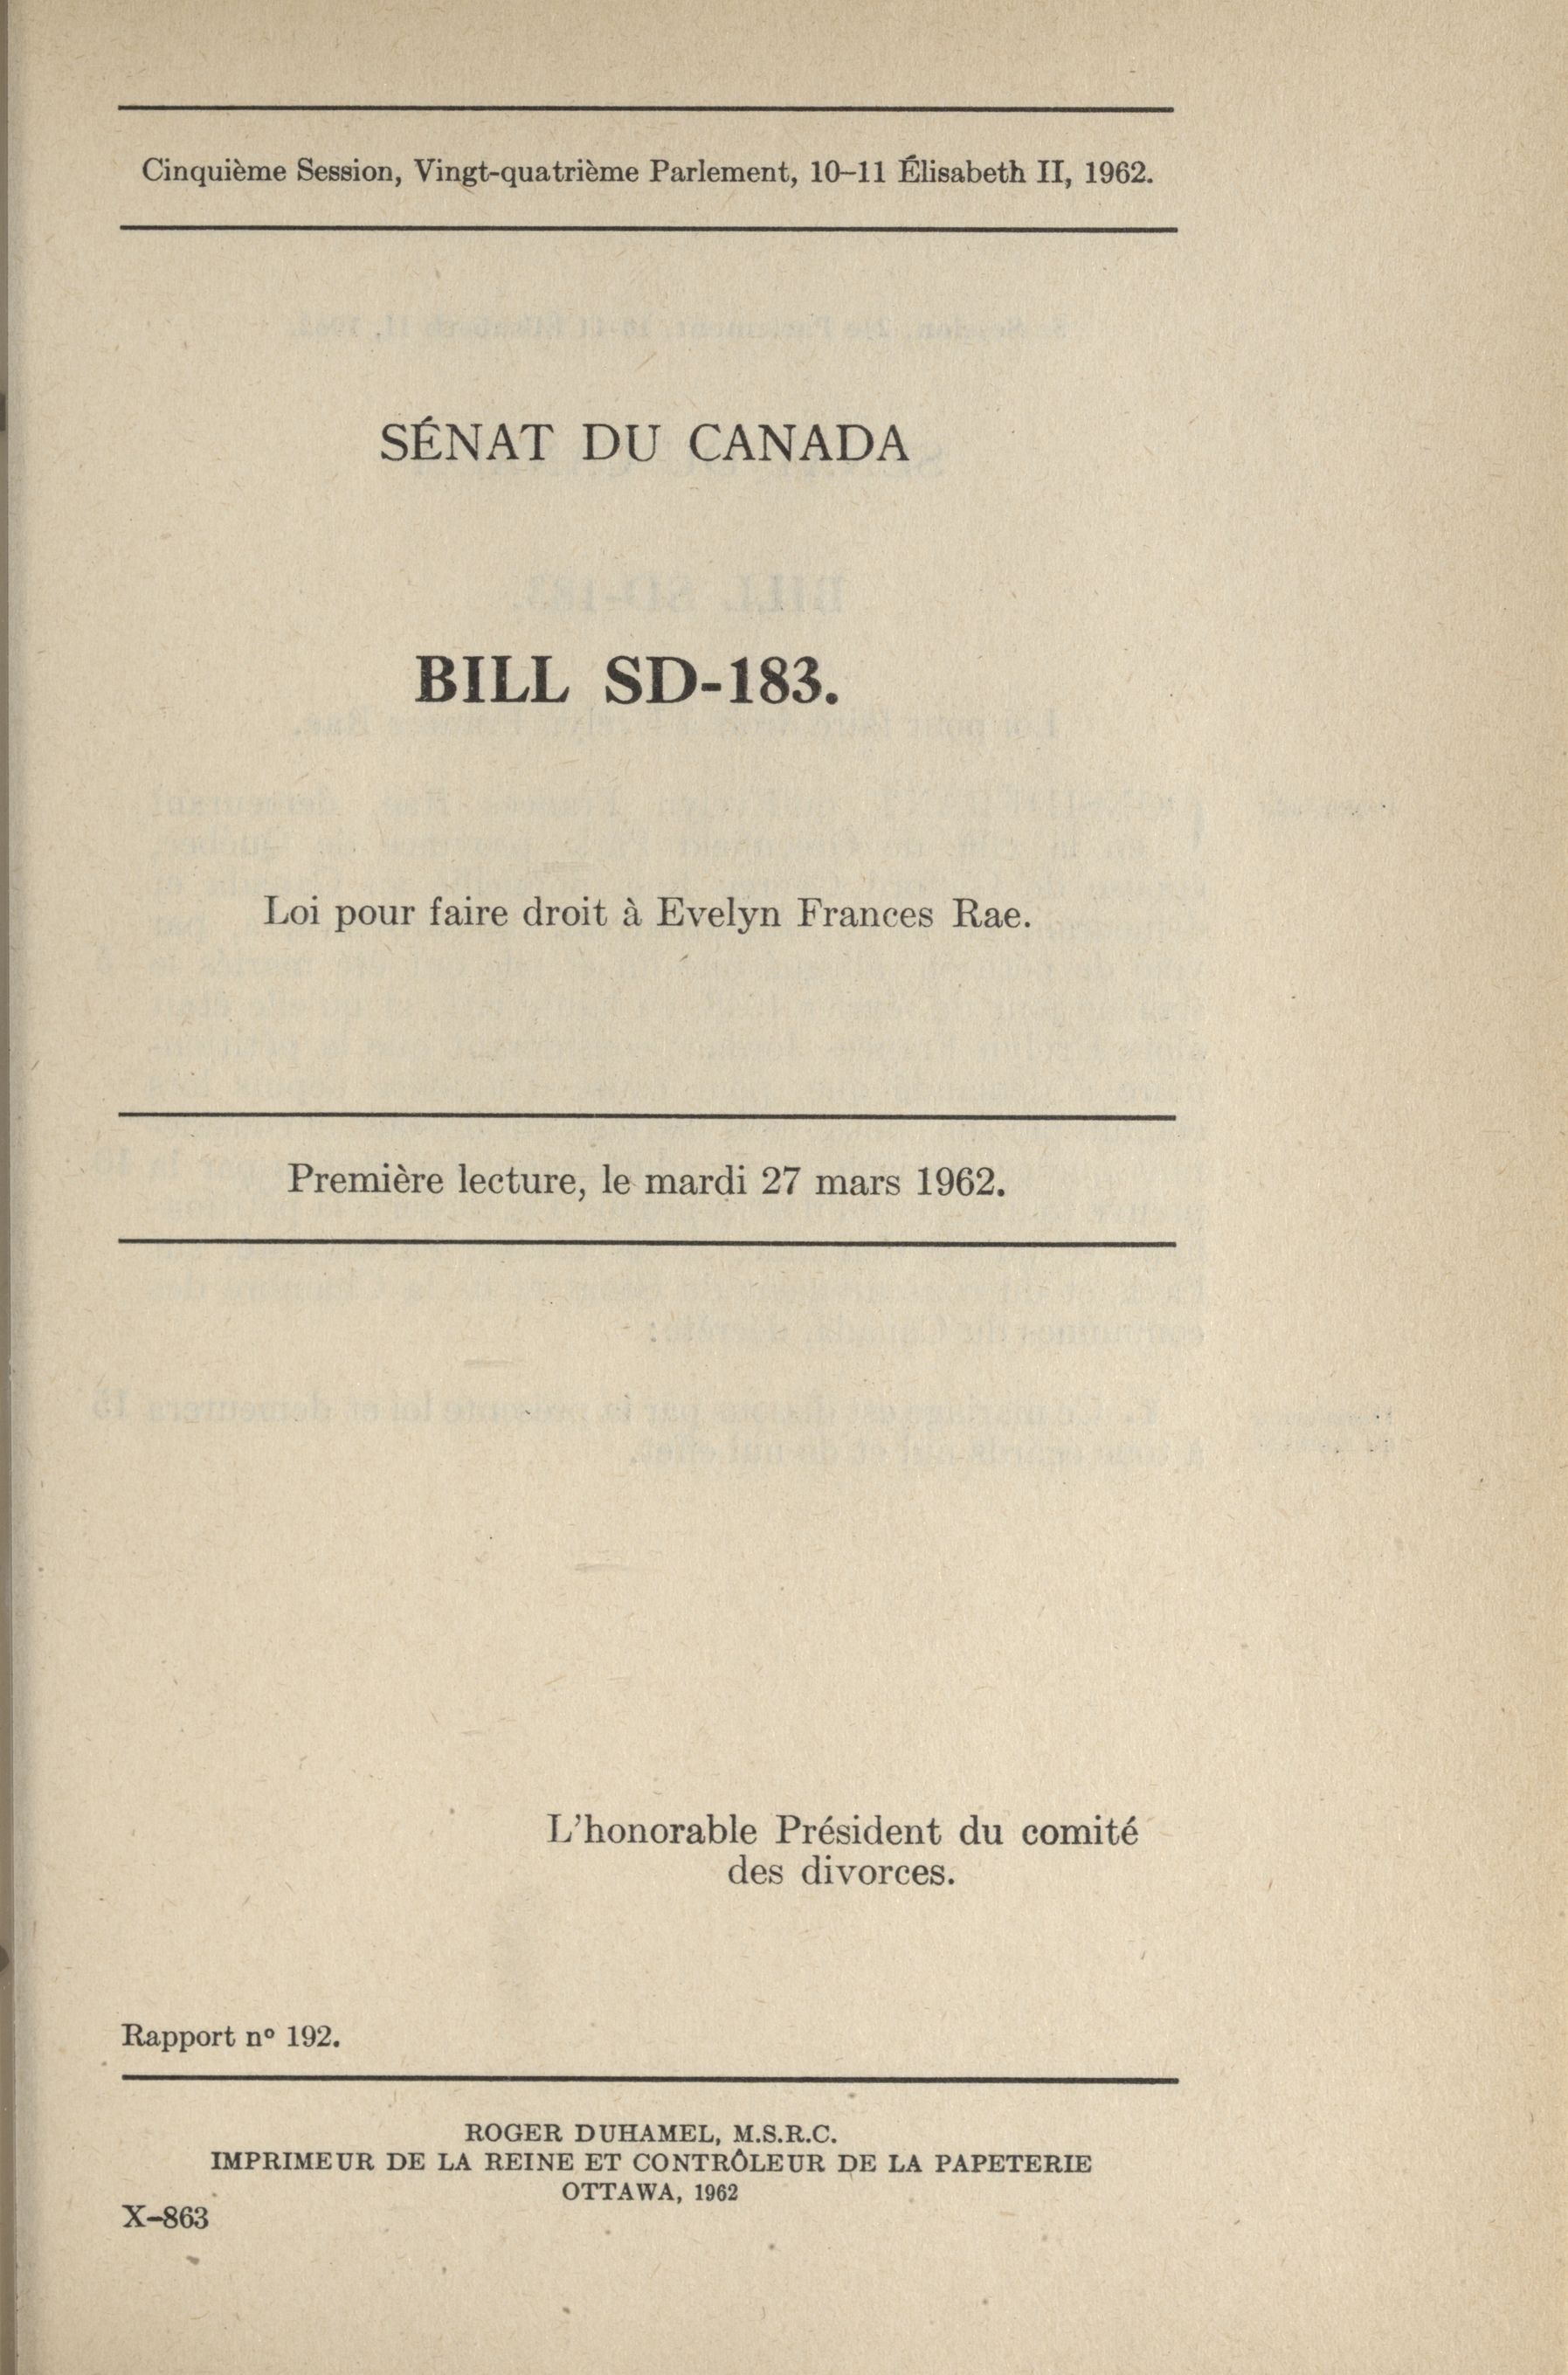 Cinquième Session, Vingt-quatrième Parlement, 10–11 Élisabeth II, 1962.
SÉNAT DU CANADA
BILL SD-183.
Loi pour faire droit à Evelyn Frances Rae.
Première lecture, le mardi 27 mars 1962.
L'honorable Président du comité
des divorces.
Rapport nº 192.
ROGER DUHAMEL, M.S.R.C.
IMPRIMEUR DE LA REINE ET CONTRÔLEUR DE LA PAPETERIE
OTTAWA, 1962
X–863